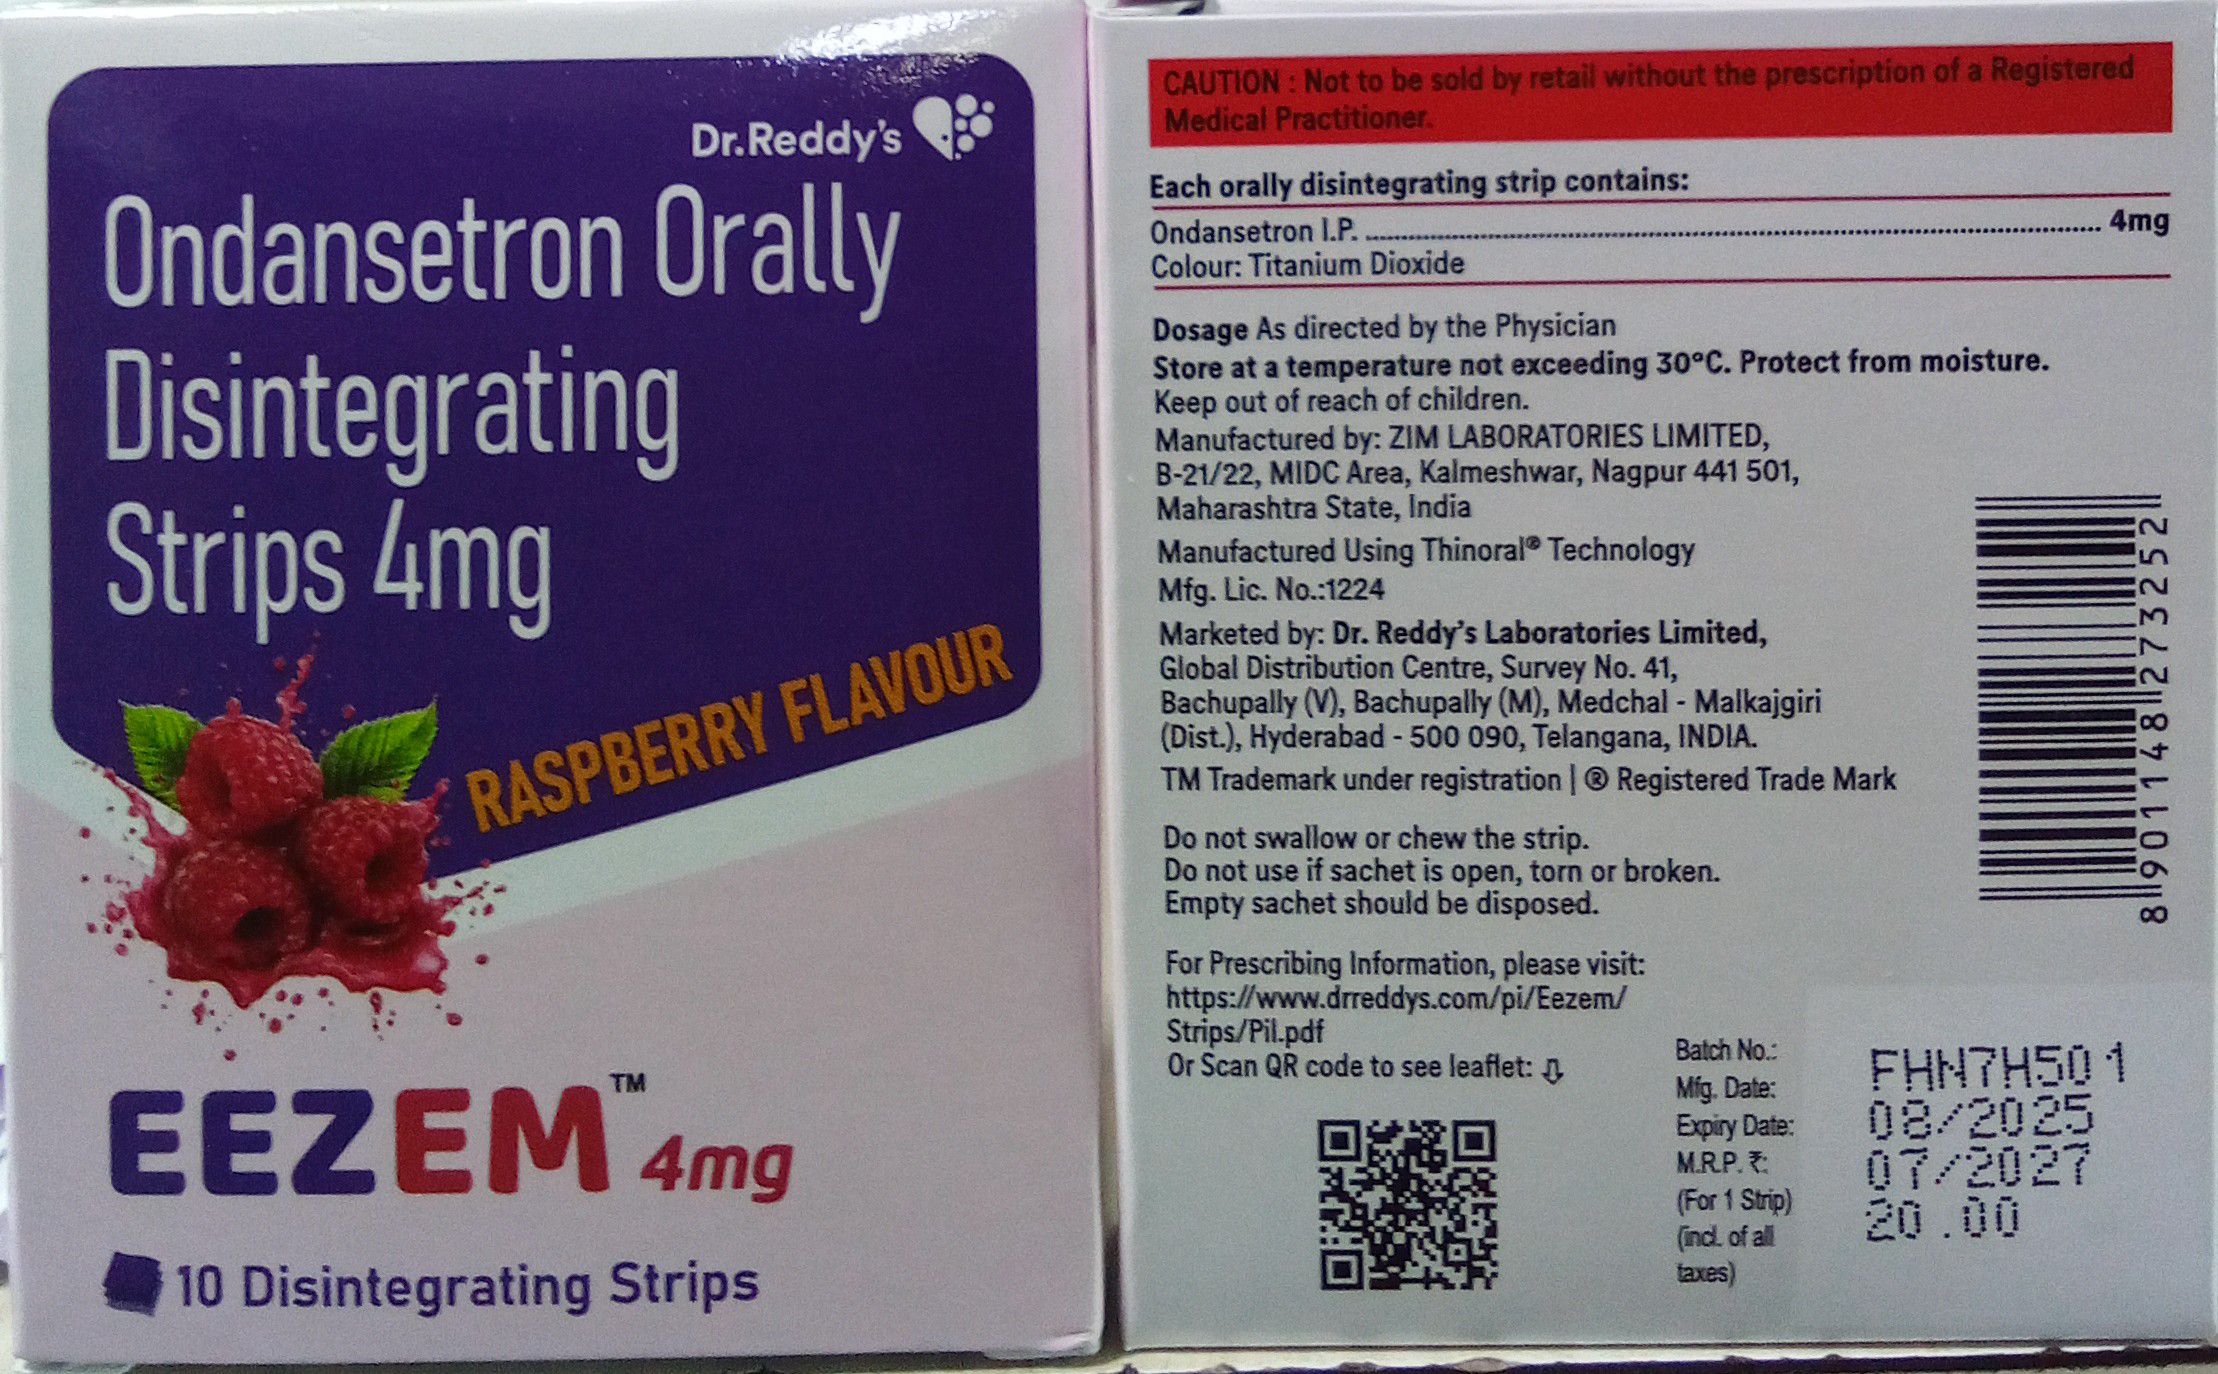 Dr.Reddy's
Ondansetron Orally
Disintegrating
Strips 4mg
RASPBERRY FLAVOUR
EEZEM™ 4mg
10 Disintegrating Strips
CAUTION : Not to be sold by retail without the prescription of a Registered
Medical Practitioner.
Each orally disintegrating strip contains:
Ondansetron I.P. ........................................ 4mg
Colour: Titanium Dioxide
Dosage As directed by the Physician
Store at a temperature not exceeding 30°C. Protect from moisture.
Keep out of reach of children.
Manufactured by: ZIM LABORATORIES LIMITED,
B-21/22, MIDC Area, Kalmeshwar, Nagpur 441 501,
Maharashtra State, India
Manufactured Using Thinoral® Technology
Mfg. Lic. No.:1224
Marketed by: Dr. Reddy's Laboratories Limited,
Global Distribution Centre, Survey No. 41,
Bachupally (V), Bachupally (M), Medchal - Malkajgiri
(Dist.), Hyderabad - 500 090, Telangana, INDIA.
TM Trademark under registration | ® Registered Trade Mark
Do not swallow or chew the strip.
Do not use if sachet is open, torn or broken.
Empty sachet should be disposed.
For Prescribing Information, please visit:
https://www.drreddys.com/pi/Eezem/
Strips/Pil.pdf
Or Scan QR code to see leaflet:
8 901148 273252
Batch No.: FHN7H501
Mfg. Date: 08/2025
Expiry Date: 07/2027
M.R.P. ₹: 20.00
(For 1 Strip)
(incl. of all
taxes)